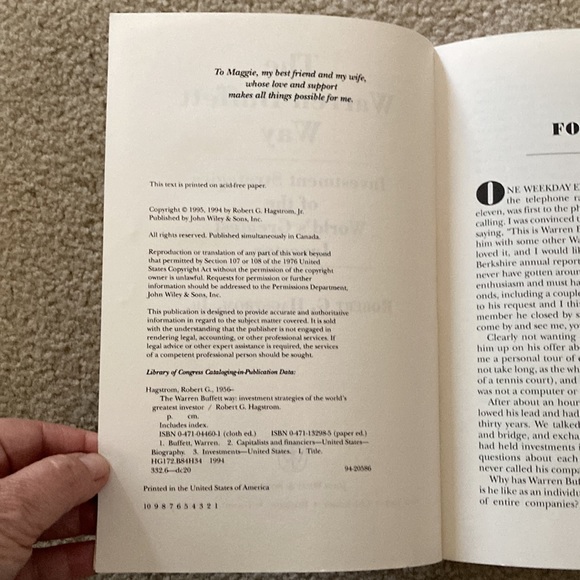 To Maggie, my best friend and my wife,
whose love and support
makes all things possible for me.
This text is printed on acid-free paper.
Copyright © 1995, 1994 by Robert G. Hagstrom, Jr.
Published by John Wiley & Sons, Inc.
All rights reserved. Published simultaneously in Canada.
Reproduction or translation of any part of this work beyond
that permitted by Section 107 or 108 of the 1976 United
States Copyright Act without the permission of the copyright
owner is unlawful. Requests for permission or further
information should be addressed to the Permissions Department,
John Wiley & Sons, Inc.
This publication is designed to provide accurate and authoritative
information in regard to the subject matter covered. It is sold
with the understanding that the publisher is not engaged in
rendering legal, accounting, or other professional services. If
legal advice or other expert assistance is required, the services
of a competent professional person should be sought.
Library of Congress Cataloging-in-Publication Data:
Hagstrom, Robert G., 1956–
The Warren Buffett way: investment strategies of the world's
greatest investor / Robert G. Hagstrom.
p. cm.
Includes index.
ISBN 0-471-04460-1 (cloth ed.) ISBN 0-471-13298-5 (paper ed.)
1. Buffett, Warren. 2. Capitalists and financiers—United States—
Biography. 3. Investments—United States. I. Title.
HG172.B84H34 1994
332.6—dc20 94-20586
Printed in the United States of America
10 9 8 7 6 5 4 3 2 1
FO
ONE WEEKDAY E
the telephone ra
eleven, was first to the ph
calling. I was convinced t
saying, "This is Warren B
him with some other Wa
loved it, and I would lik
Berkshire annual report
never have gotten aroun
enthusiasm and must ha
onds, including a couple
to his request and I thi
member he closed by s
come by and see me, yo
Clearly not wanting
him up on his offer ab
me a personal tour of
not take long, as the wh
of a tennis court), and
was not a computer or
After about an hour
lowed his lead and had
thirty years. We talked
and bridge, and excha
had held investments i
questions about each
never called his compa
Why has Warren Buf
is he like as an individu
of entire companies?